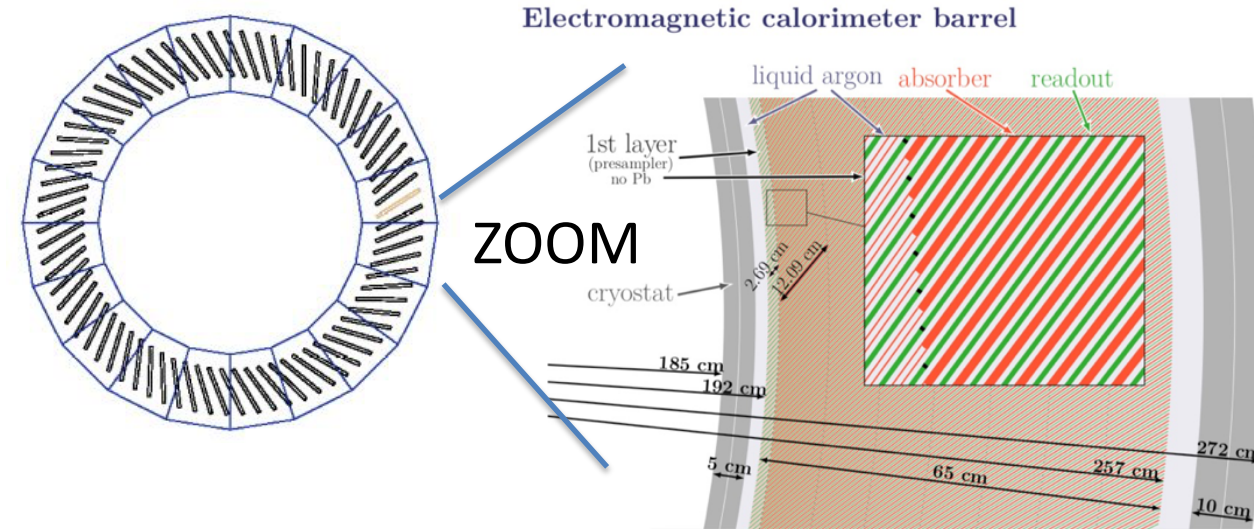 Electromagnetic calorimeter barrel
liquid argon absorber readout
1st layer
(presampler)
no Pb
ZOOM
2.69 cm
12.09 cm
cryostat
185 cm
192 cm
272 cm
257 cm
65 cm
5 cm
10 cm